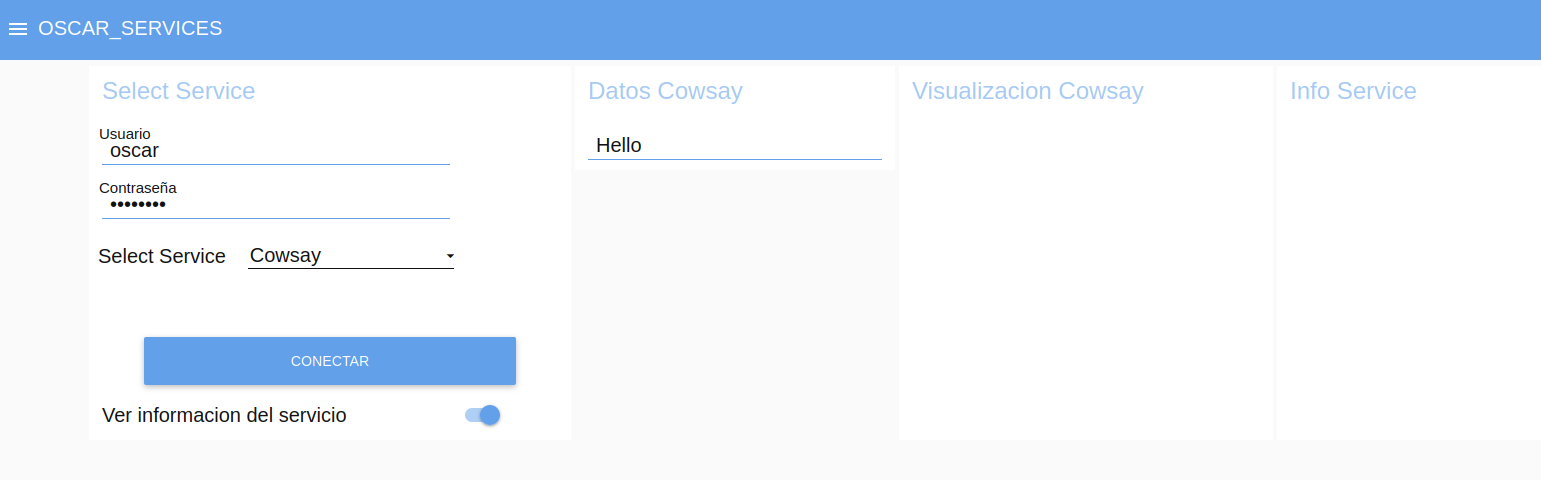 OSCAR_SERVICES
Select Service
Usuario
oscar
Contraseña
••••••••
Select Service Cowsay
CONECTAR
Ver informacion del servicio
Datos Cowsay
Hello
Visualizacion Cowsay
Info Service